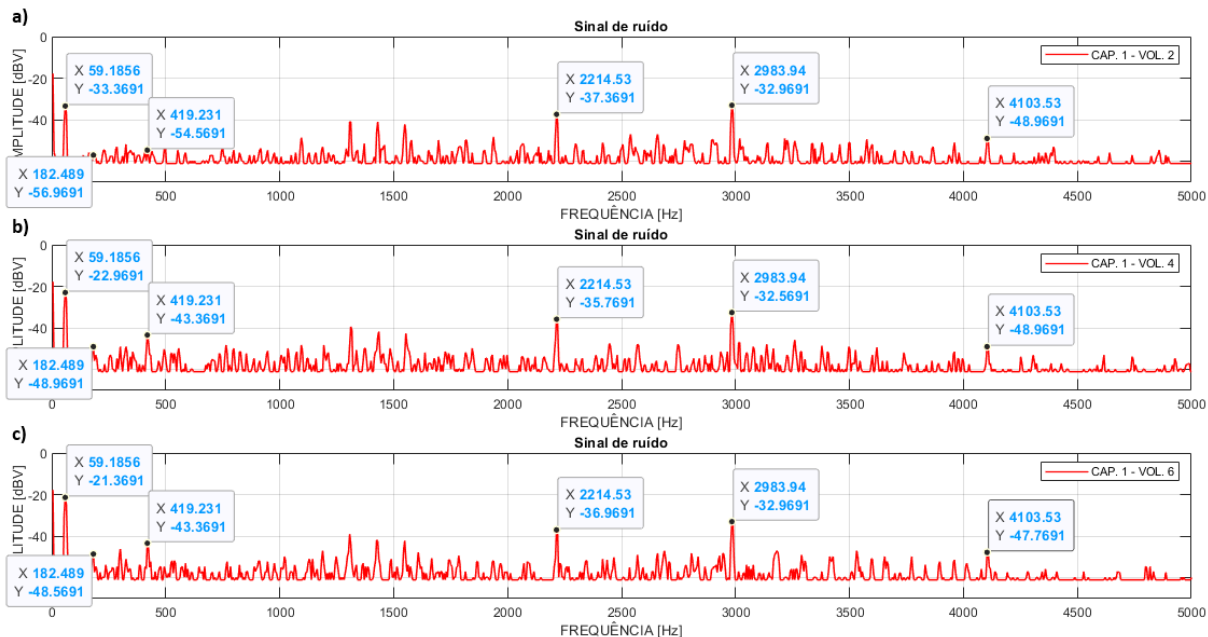 a)
Sinal de ruído
CAP. 1 - VOL. 2
X 59.1856
Y -33.3691
X 419.231
Y -54.5691
X 2214.53
Y -37.3691
X 2983.94
Y -32.9691
X 4103.53
Y -48.9691
X 182.489
Y -56.9691
MPLITUDE [dBV]
0
-20
-40
0 500 1000 1500 2000 2500 3000 3500 4000 4500 5000
FREQUÊNCIA [Hz]
b)
Sinal de ruído
CAP. 1 - VOL. 4
X 59.1856
Y -22.9691
X 419.231
Y -43.3691
X 2214.53
Y -35.7691
X 2983.94
Y -32.5691
X 4103.53
Y -48.9691
X 182.489
Y -48.9691
LITUDE [dBV]
0
-20
-40
0 500 1000 1500 2000 2500 3000 3500 4000 4500 5000
FREQUÊNCIA [Hz]
c)
Sinal de ruído
CAP. 1 - VOL. 6
X 59.1856
Y -21.3691
X 419.231
Y -43.3691
X 2214.53
Y -36.9691
X 2983.94
Y -32.9691
X 4103.53
Y -47.7691
X 182.489
Y -48.5691
LITUDE [dBV]
0
-20
-40
0 500 1000 1500 2000 2500 3000 3500 4000 4500 5000
FREQUÊNCIA [Hz]